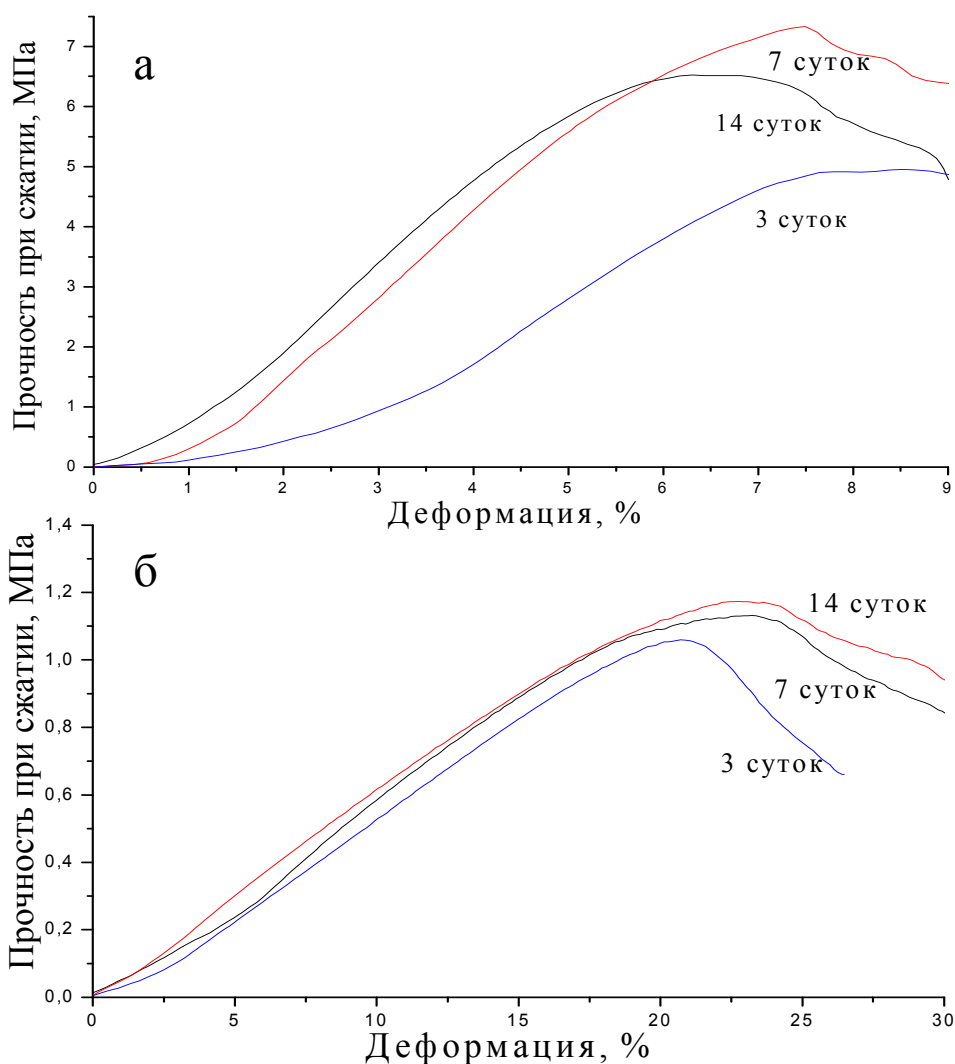 Прочность при сжатии, МПа
а
7
6
5
4
3
2
1
0
7 суток
14 суток
3 суток
0 1 2 3 4 5 6 7 8 9
Деформация, %
Прочность при сжатии, МПа
б
1,4
1,2
1,0
0,8
0,6
0,4
0,2
0,0
14 суток
7 суток
3 суток
0 5 10 15 20 25 30
Деформация, %